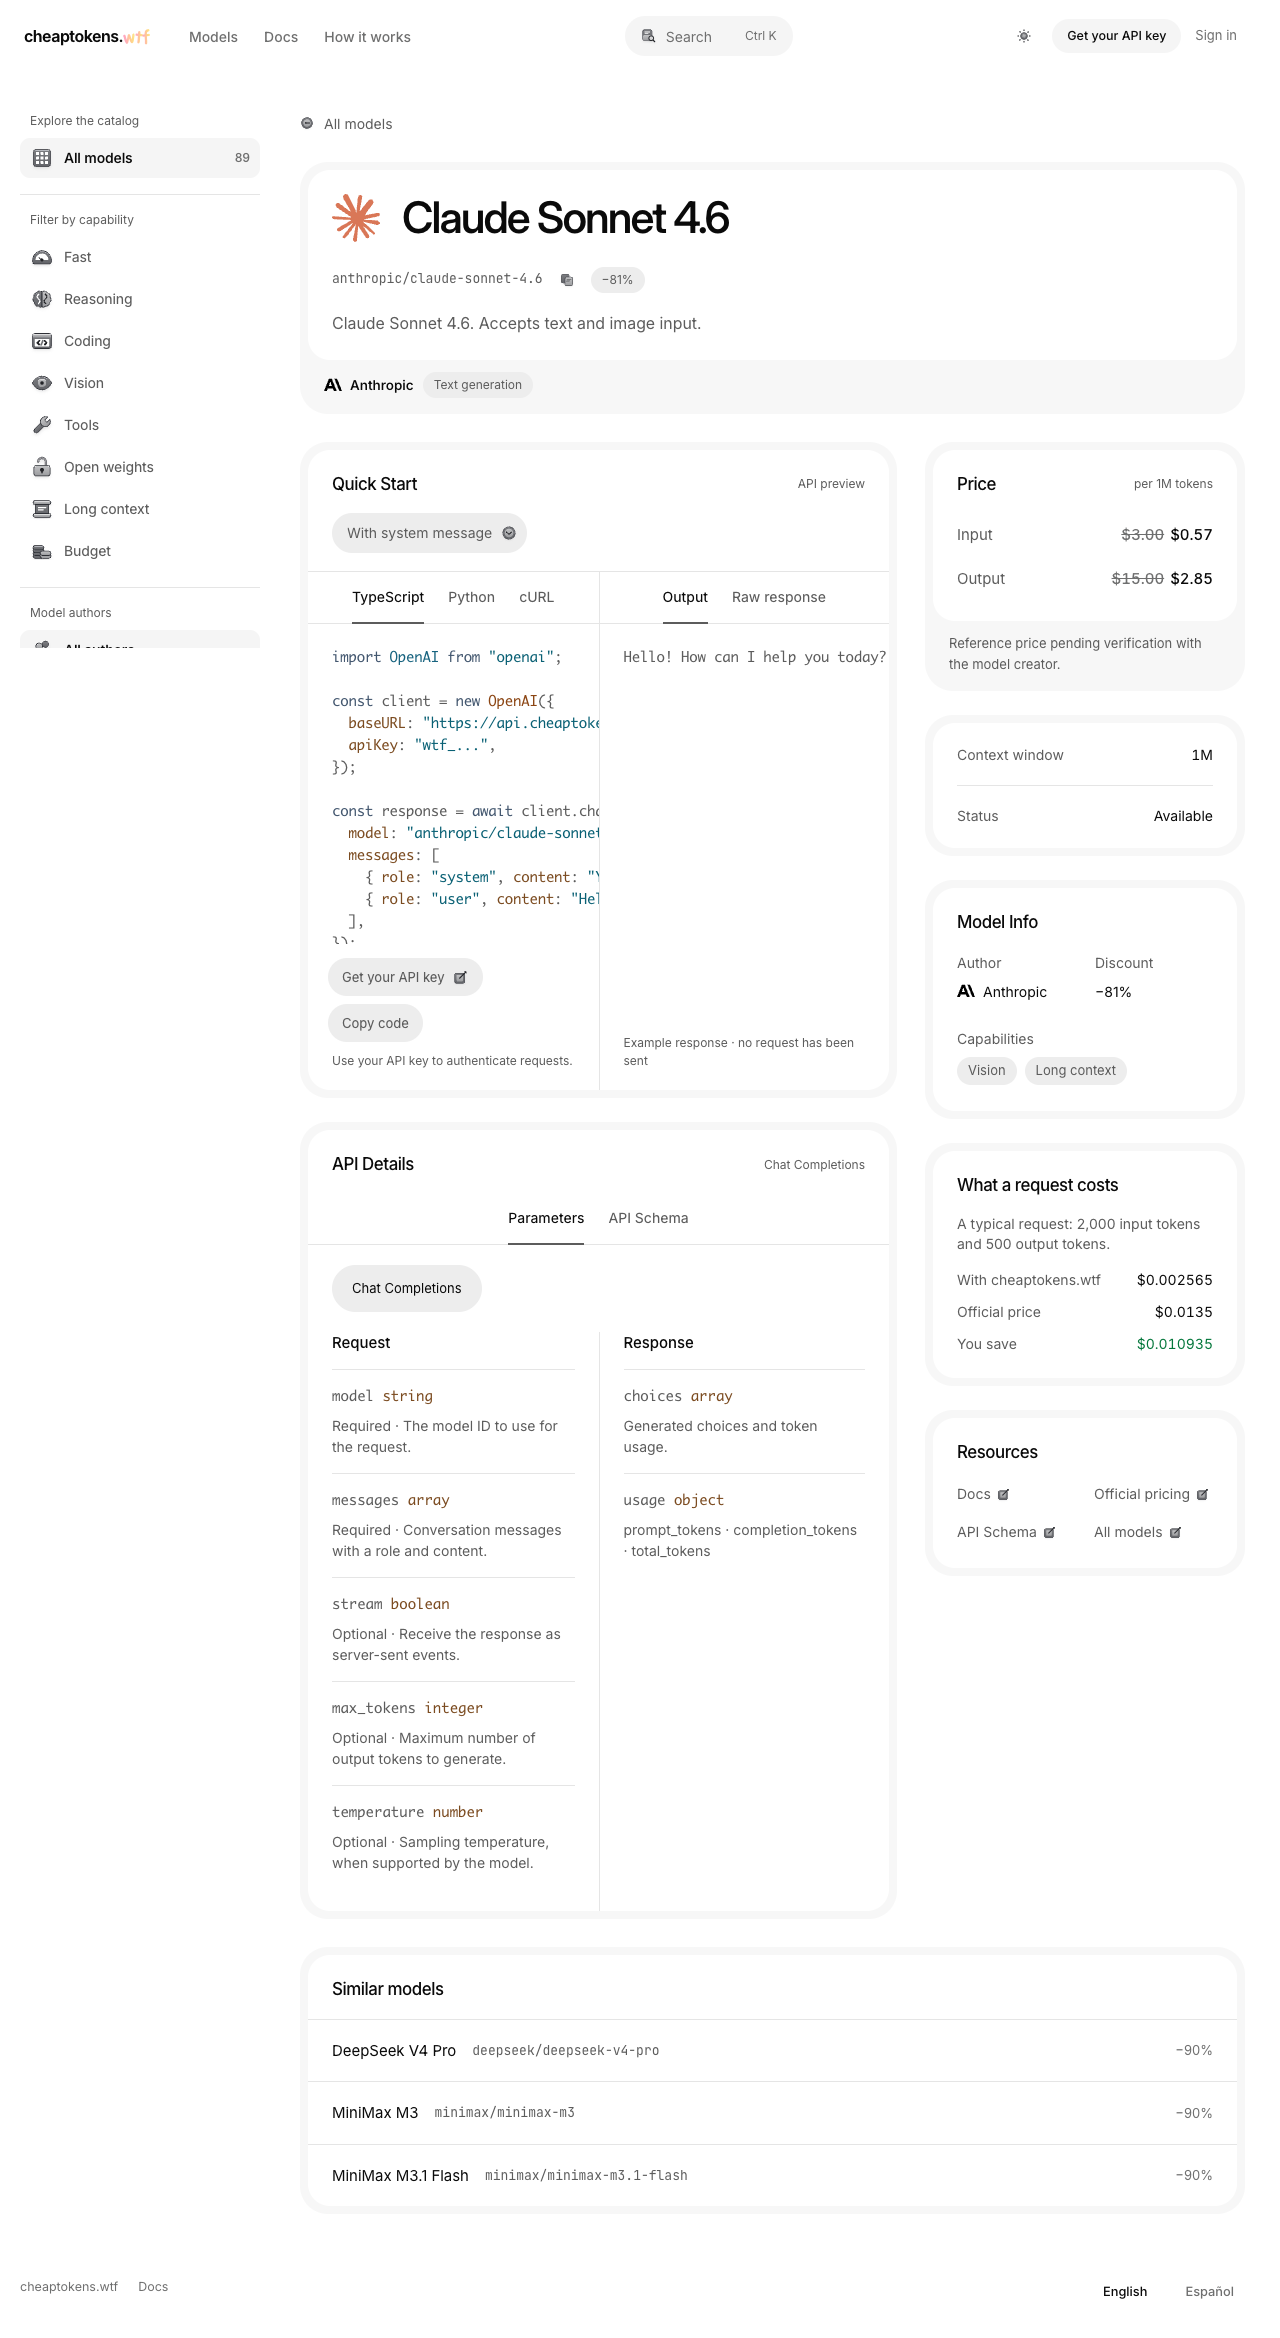 cheaptokens.wtf
Models
Docs
How it works
Search
Ctrl K
Get your API key
Sign in
Explore the catalog
All models
89
Filter by capability
Fast
Reasoning
Coding
Vision
Tools
Open weights
Long context
Budget
Model authors
All models
Claude Sonnet 4.6
anthropic/claude-sonnet-4.6
−81%
Claude Sonnet 4.6. Accepts text and image input.
Anthropic
Text generation
Quick Start
API preview
With system message
TypeScript
Python
cURL
Output
Raw response
import OpenAI from "openai";
const client = new OpenAI({
baseURL: "https://api.cheaptoke
apiKey: "wtf_...",
});
const response = await client.cha
model: "anthropic/claude-sonnet
messages: [
{ role: "system", content: "Y
{ role: "user", content: "Hel
],
});
Hello! How can I help you today?
Get your API key
Copy code
Use your API key to authenticate requests.
Example response · no request has been
sent
Price
per 1M tokens
Input
$3.00 $0.57
Output
$15.00 $2.85
Reference price pending verification with
the model creator.
Context window
1M
Status
Available
Model Info
Author
Discount
Anthropic
−81%
Capabilities
Vision
Long context
What a request costs
A typical request: 2,000 input tokens
and 500 output tokens.
With cheaptokens.wtf
$0.002565
Official price
$0.0135
You save
$0.010935
Resources
Docs
Official pricing
API Schema
All models
API Details
Chat Completions
Parameters
API Schema
Chat Completions
Request
model string
Required · The model ID to use for
the request.
messages array
Required · Conversation messages
with a role and content.
stream boolean
Optional · Receive the response as
server-sent events.
max_tokens integer
Optional · Maximum number of
output tokens to generate.
temperature number
Optional · Sampling temperature,
when supported by the model.
Response
choices array
Generated choices and token
usage.
usage object
prompt_tokens · completion_tokens
· total_tokens
Similar models
DeepSeek V4 Pro
deepseek/deepseek-v4-pro
−90%
MiniMax M3
minimax/minimax-m3
−90%
MiniMax M3.1 Flash
minimax/minimax-m3.1-flash
−90%
cheaptokens.wtf
Docs
English
Español